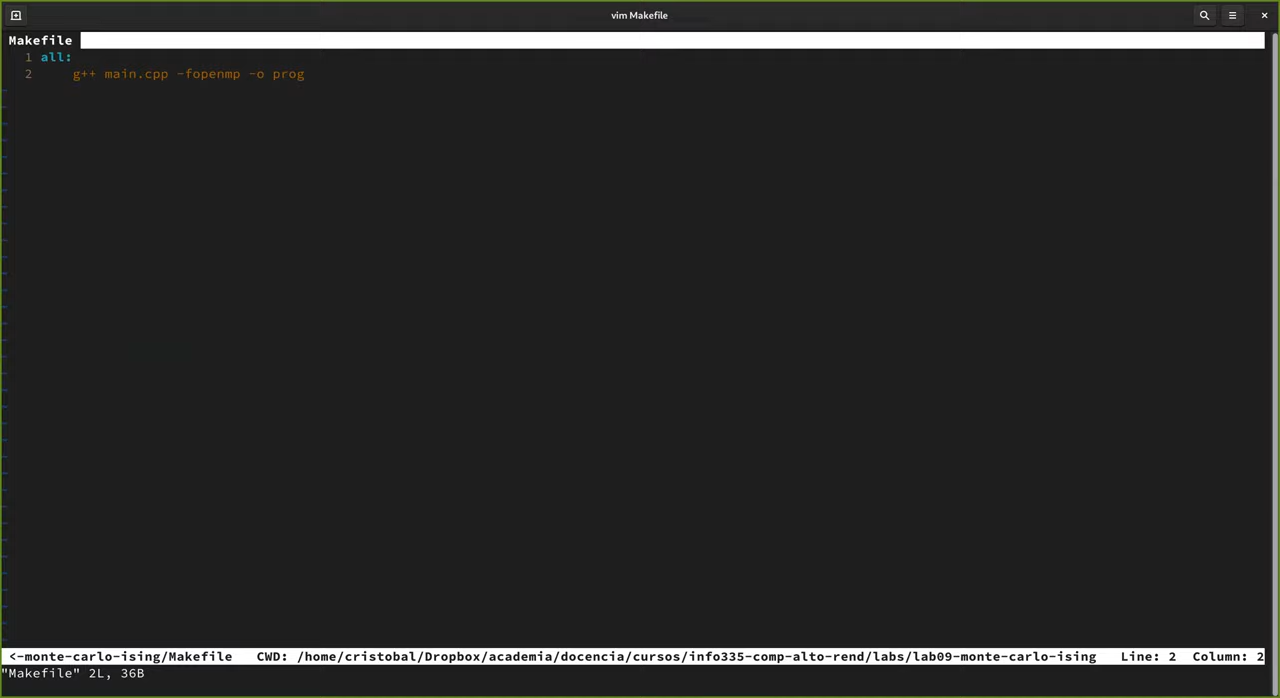 vim Makefile
Makefile
1 all:
2     g++ main.cpp -fopenmp -o prog
<-monte-carlo-ising/Makefile   CWD: /home/cristobal/Dropbox/academia/docencia/cursos/info335-comp-alto-rend/labs/lab09-monte-carlo-ising   Line: 2  Column: 2
"Makefile" 2L, 36B